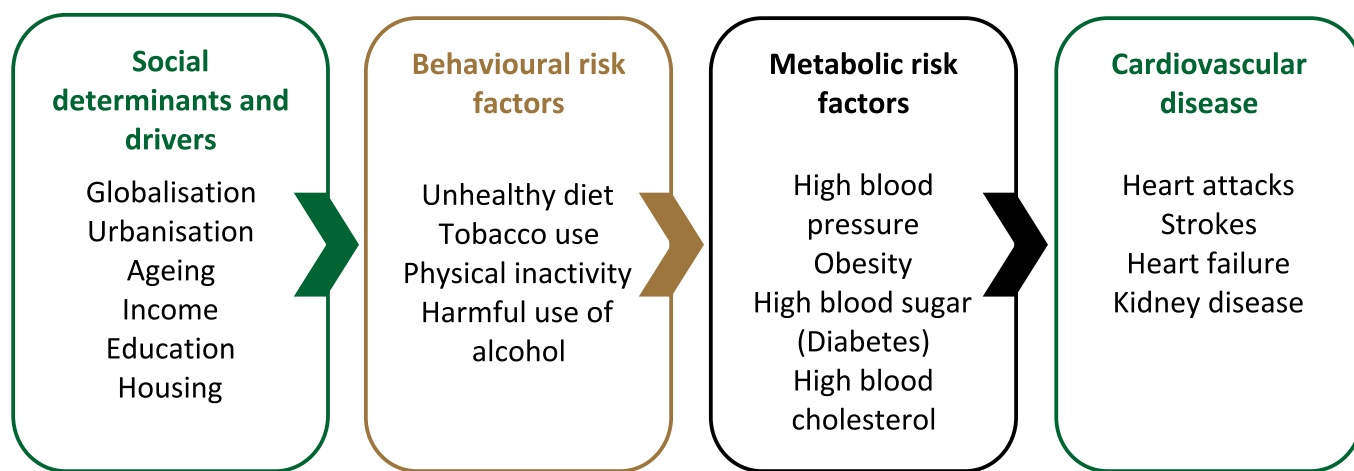 Social
determinants and
drivers
Globalisation
Urbanisation
Ageing
Income
Education
Housing
Behavioural risk
factors
Unhealthy diet
Tobacco use
Physical inactivity
Harmful use of
alcohol
Metabolic risk
factors
High blood
pressure
Obesity
High blood sugar
(Diabetes)
High blood
cholesterol
Cardiovascular
disease
Heart attacks
Strokes
Heart failure
Kidney disease